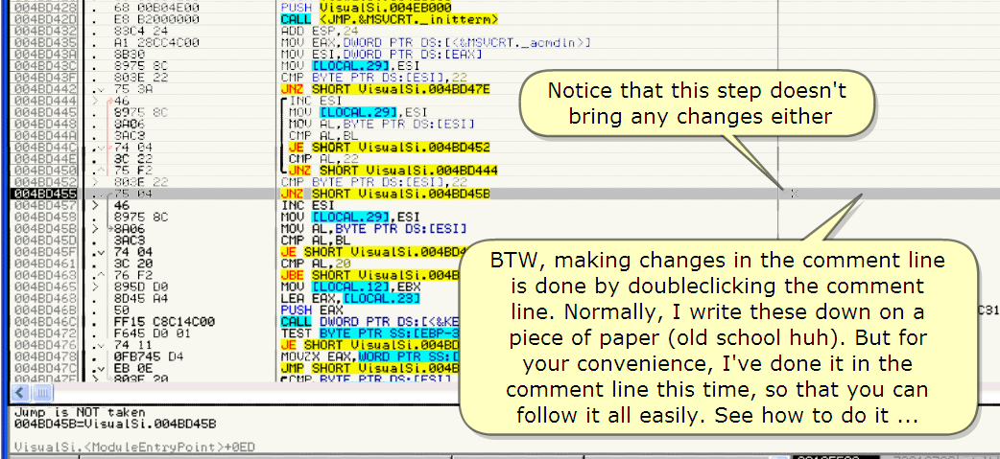 004BD428 . 68 00B04E00 PUSH VisualSi.004EB000
004BD42D . E8 B2000000 CALL <JMP.&MSVCRT._initterm>
004BD432 . 83C4 24 ADD ESP,24
004BD435 . A1 28CC4C00 MOV EAX,DWORD PTR DS:[<&MSVCRT._acmdln>]
004BD43A . 8B30 MOV ESI,DWORD PTR DS:[EAX]
004BD43C . 8975 8C MOV [LOCAL.29],ESI
004BD43F . 803E 22 CMP BYTE PTR DS:[ESI],22
004BD442 .v 75 3A JNZ SHORT VisualSi.004BD47E
004BD444 > 46 INC ESI
004BD445 . 8975 8C MOV [LOCAL.29],ESI
004BD448 . 8A06 MOV AL,BYTE PTR DS:[ESI]
004BD44A . 3AC3 CMP AL,BL
004BD44C .v 74 04 JE SHORT VisualSi.004BD452
004BD44E . 3C 22 CMP AL,22
004BD450 .^ 75 F2 JNZ SHORT VisualSi.004BD444
004BD452 > 803E 22 CMP BYTE PTR DS:[ESI],22
004BD455 . 75 04 JNZ SHORT VisualSi.004BD45B X
004BD457 > 46 INC ESI
004BD458 . 8975 8C MOV [LOCAL.29],ESI
004BD45B > 8A06 MOV AL,BYTE PTR DS:[ESI]
004BD45D . 3AC3 CMP AL,BL
004BD45F .v 74 04 JE SHORT VisualSi.004BD4
004BD461 . 3C 20 CMP AL,20
004BD463 .^ 76 F2 JBE SHORT VisualSi.004B
004BD465 > 895D D0 MOV [LOCAL.12],EBX
004BD468 . 8D45 A4 LEA EAX,[LOCAL.23]
004BD46B . 50 PUSH EAX
004BD46C . FF15 C8C14C00 CALL DWORD PTR DS:[<&KE
004BD472 . F645 D0 01 TEST BYTE PTR SS:[EBP-3
004BD476 .v 74 11 JE SHORT VisualSi.004BD
004BD478 . 0FB745 D4 MOVZX EAX,WORD PTR SS:[
004BD47C .v EB 0E JMP SHORT VisualSi.004B
004BD47E > 803E 20 CMP BYTE PTR DS:[ESI]
Notice that this step doesn't
bring any changes either
BTW, making changes in the comment line
is done by doubleclicking the comment
line. Normally, I write these down on a
piece of paper (old school huh). But for
your convenience, I've done it in the
comment line this time, so that you can
follow it all easily. See how to do it ...
C31
Jump is NOT taken
004BD45B=VisualSi.004BD45B
VisualSi.<ModuleEntryPoint>+0ED